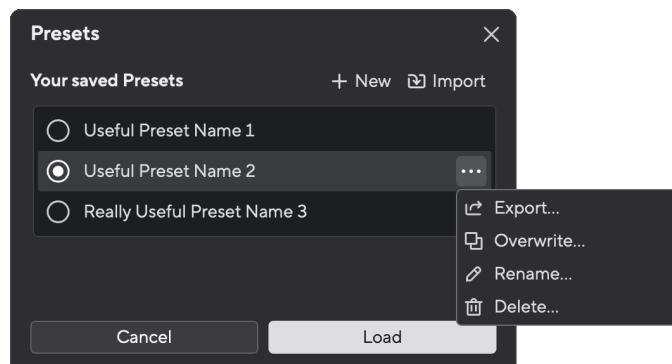 Presets
Your saved Presets
New
Import
Useful Preset Name 1
Useful Preset Name 2
Really Useful Preset Name 3
Export...
Overwrite...
Rename...
Delete...
Cancel
Load